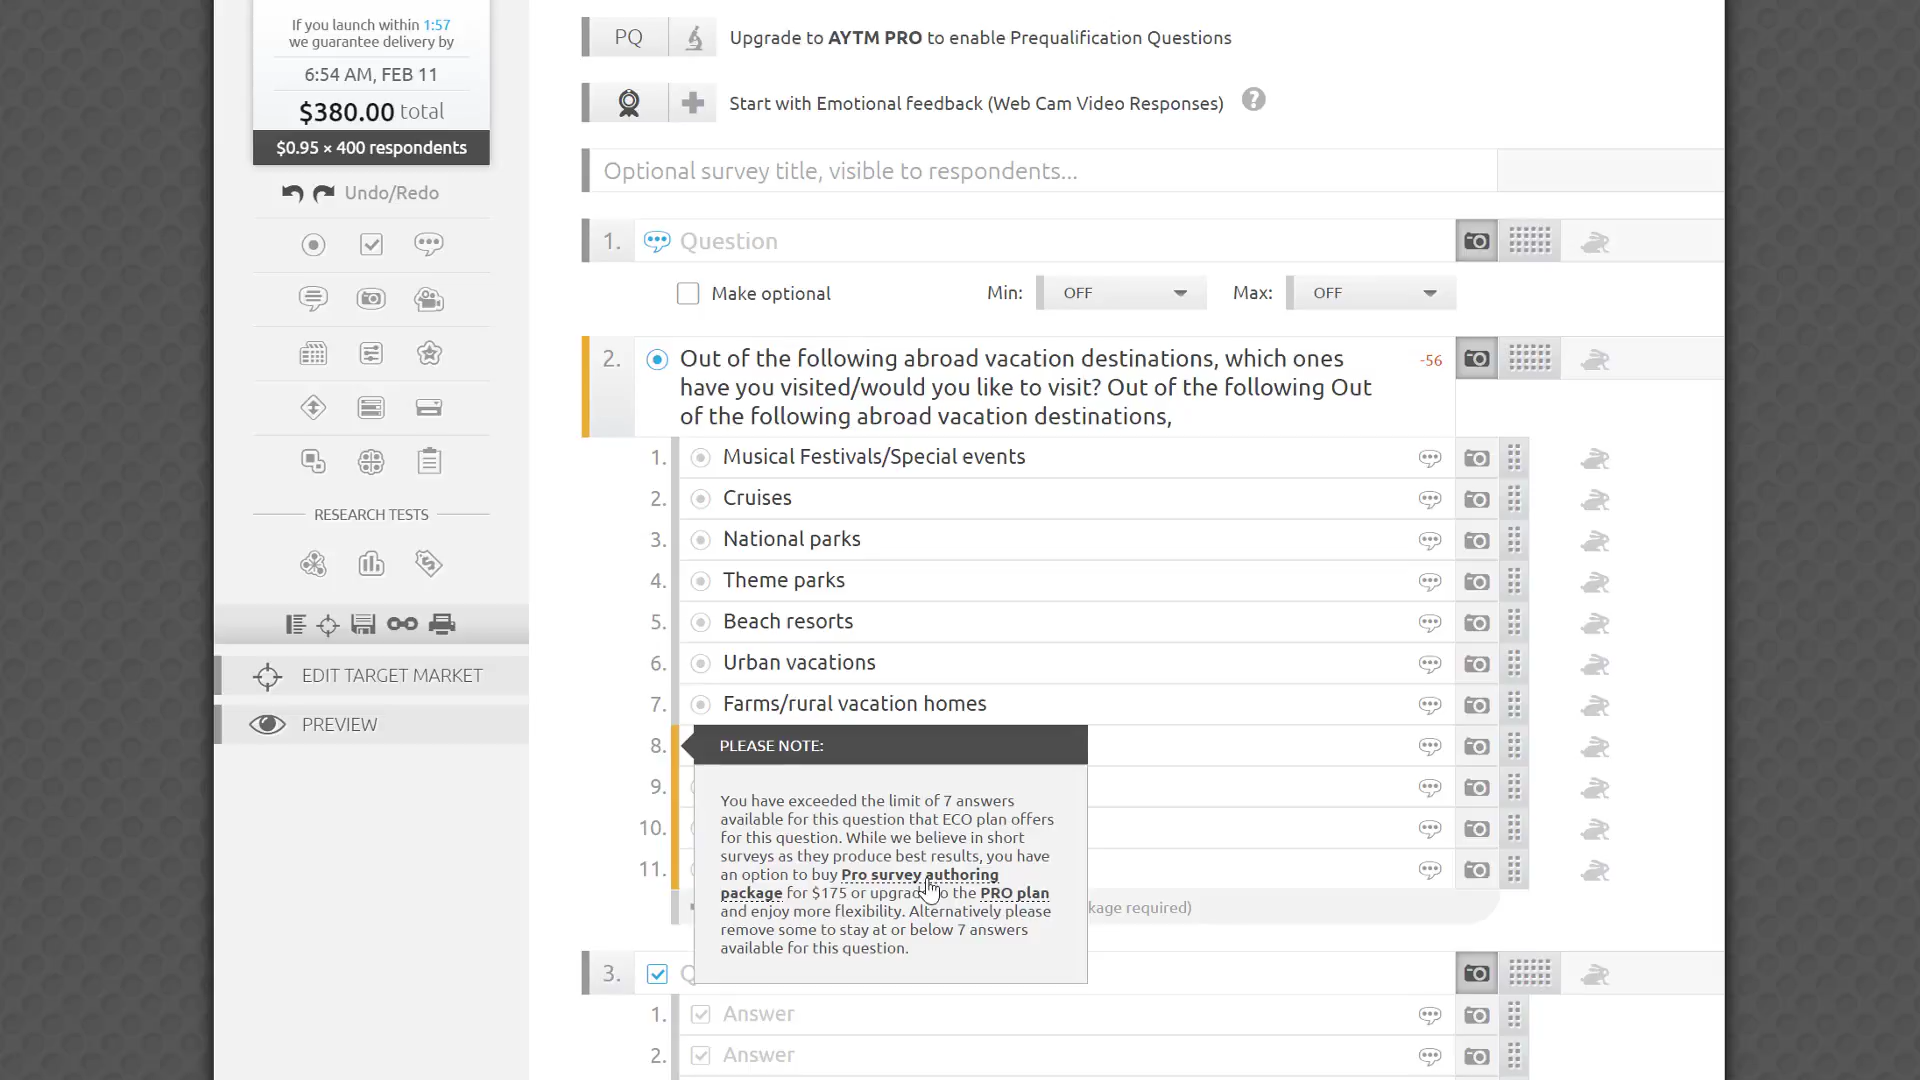 If you launch within 1:57
we guarantee delivery by
6:54 AM, FEB 11
$380.00 total
$0.95 × 400 respondents
Undo/Redo
RESEARCH TESTS
EDIT TARGET MARKET
PREVIEW
PQ
Upgrade to AYTM PRO to enable Prequalification Questions
Start with Emotional feedback (Web Cam Video Responses) ?
Optional survey title, visible to respondents...
1. Question
Make optional
Min: OFF
Max: OFF
2. Out of the following abroad vacation destinations, which ones -56
have you visited/would you like to visit? Out of the following Out
of the following abroad vacation destinations,
1. Musical Festivals/Special events
2. Cruises
3. National parks
4. Theme parks
5. Beach resorts
6. Urban vacations
7. Farms/rural vacation homes
8.
9.
10.
11.
PLEASE NOTE:
You have exceeded the limit of 7 answers
available for this question that ECO plan offers
for this question. While we believe in short
surveys as they produce best results, you have
an option to buy Pro survey authoring
package for $175 or upgrade to the PRO plan
and enjoy more flexibility. Alternatively please
remove some to stay at or below 7 answers
available for this question.
required)
3.
1. Answer
2. Answer